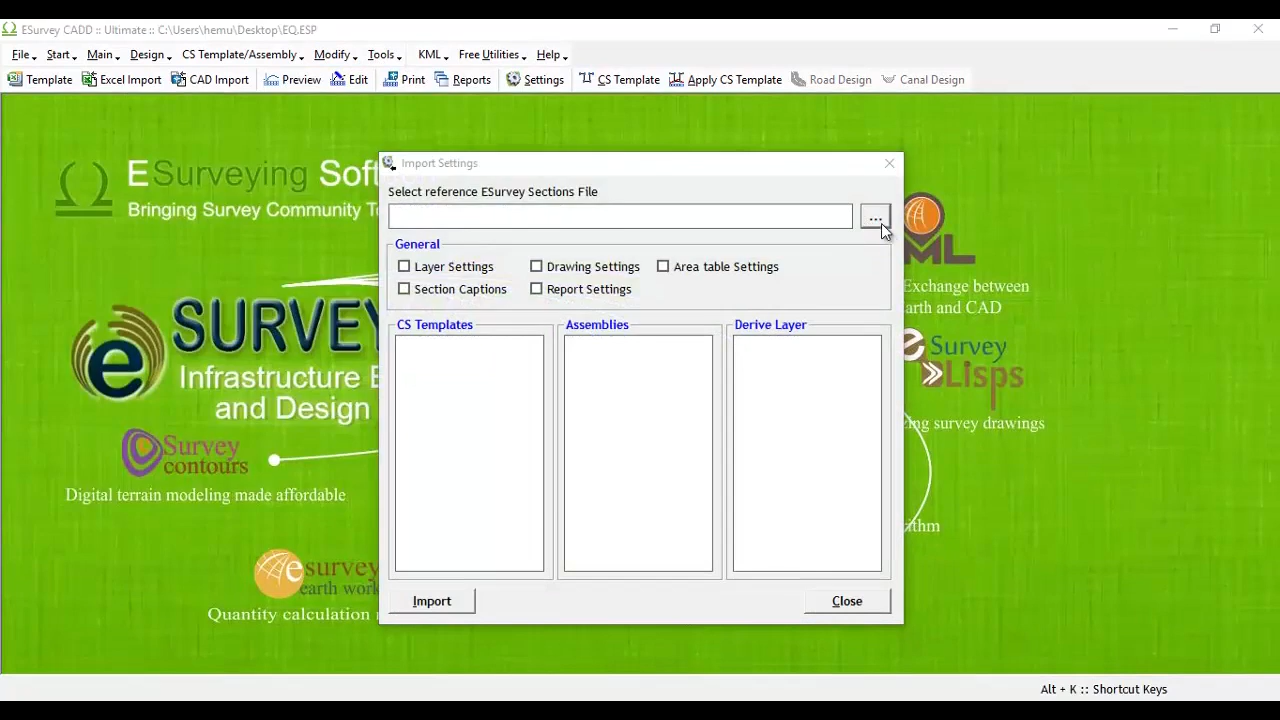 ESurvey CADD :: Ultimate :: C:\Users\hemu\Desktop\EQ.ESP
File Start Main Design CS Template/Assembly Modify Tools KML Free Utilities Help
Template Excel Import CAD Import Preview Edit Print Reports Settings CS Template Apply CS Template Road Design Canal Design
ESurveying Soft
Bringing Survey Community T
SURVEY
Infrastructure E
and Design
Survey
contours
Digital terrain modeling made affordable
esurvey
earth work
Quantity calculation
Import Settings
Select reference ESurvey Sections File
...
General
Layer Settings Drawing Settings Area table Settings
Section Captions Report Settings
CS Templates Assemblies Derive Layer
Import Close
ML
Exchange between
arth and CAD
eSurvey
Lisps
zing survey drawings
rithm
Alt + K :: Shortcut Keys